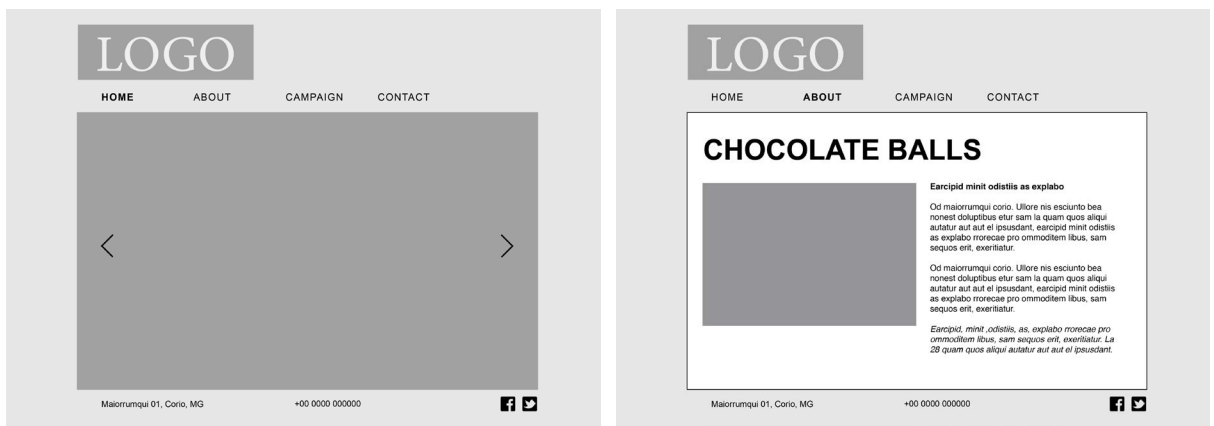 LOGO
HOME ABOUT CAMPAIGN CONTACT
Maiorrumqui 01, Corio, MG +00 0000 000000
LOGO
HOME ABOUT CAMPAIGN CONTACT
CHOCOLATE BALLS
Earcipid minit odistiis as explabo
Od maiorrumqui corio. Ullore nis esciunto bea
nonest doluptibus etur sam la quam quos aliqui
autatur aut aut el ipsusdant, earcipid minit odistiis
as explabo rrorecae pro ommoditem libus, sam
sequos erit, exeritiatur.
Od maiorrumqui corio. Ullore nis esciunto bea
nonest doluptibus etur sam la quam quos aliqui
autatur aut aut el ipsusdant, earcipid minit odistiis
as explabo rrorecae pro ommoditem libus, sam
sequos erit, exeritiatur.
Earcipid, minit ,odistiis, as, explabo rrorecae pro
ommoditem libus, sam sequos erit, exeritiatur. La
28 quam quos aliqui autatur aut aut el ipsusdant.
Maiorrumqui 01, Corio, MG +00 0000 000000